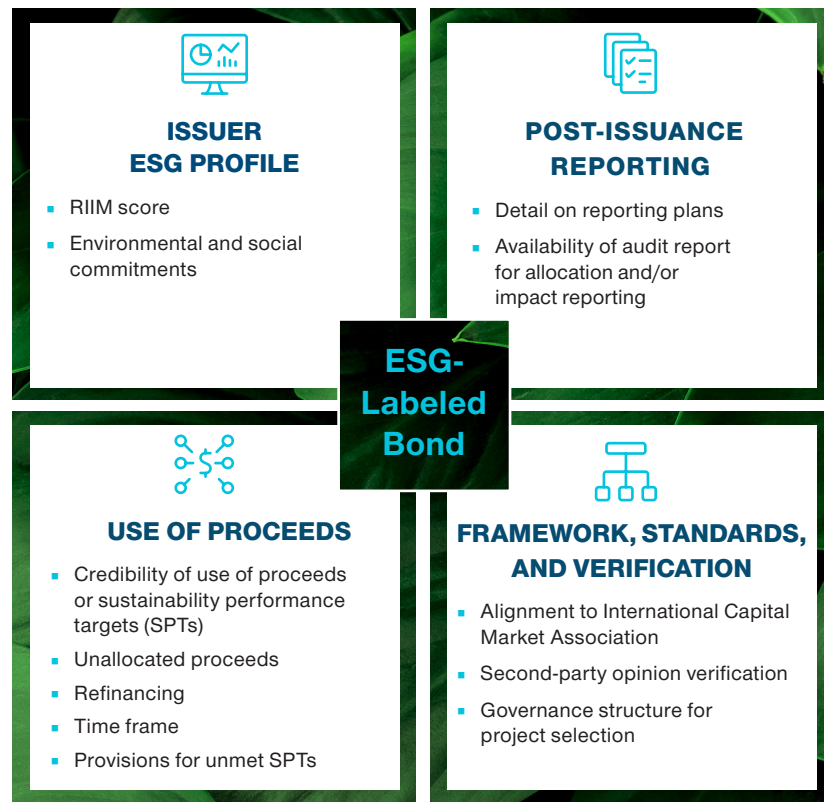 ISSUER
ESG PROFILE
▪ RIIM score
▪ Environmental and social
commitments
POST-ISSUANCE
REPORTING
▪ Detail on reporting plans
▪ Availability of audit report
for allocation and/or
impact reporting
ESG-
Labeled
Bond
USE OF PROCEEDS
▪ Credibility of use of proceeds
or sustainability performance
targets (SPTs)
▪ Unallocated proceeds
▪ Refinancing
▪ Time frame
▪ Provisions for unmet SPTs
FRAMEWORK, STANDARDS,
AND VERIFICATION
▪ Alignment to International Capital
Market Association
▪ Second-party opinion verification
▪ Governance structure for
project selection